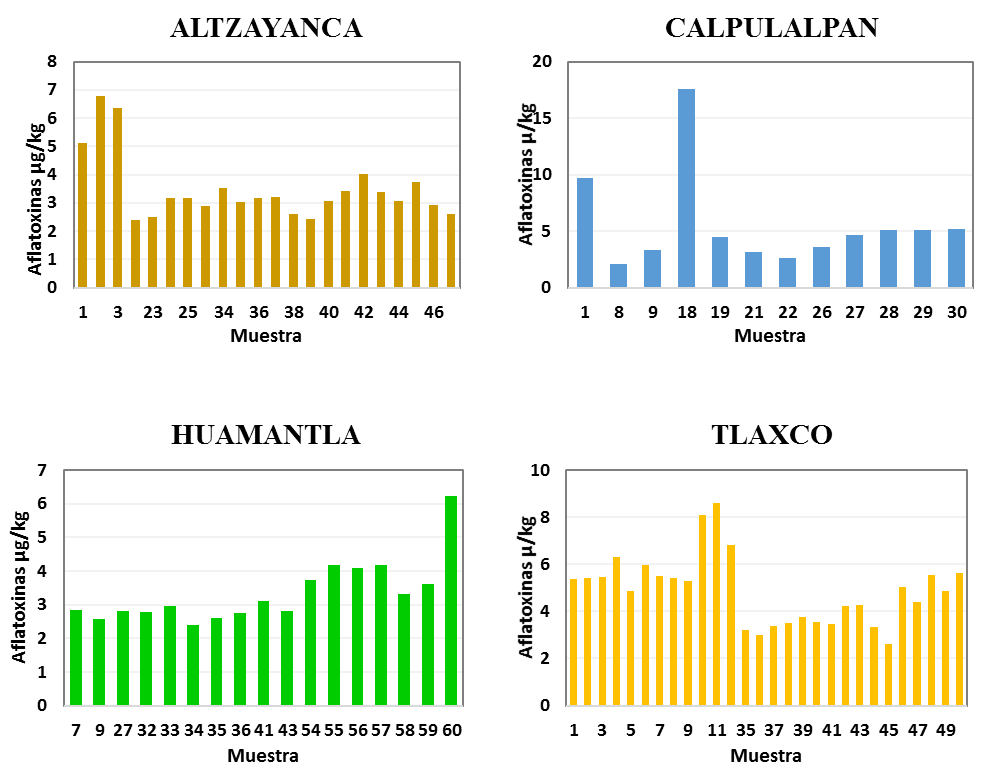 ALTZAYANCA
Aflatoxinas µg/kg
8
7
6
5
4
3
2
1
0
1 3 23 25 34 36 38 40 42 44 46
Muestra
CALPULALPAN
Aflatoxinas µ/kg
20
15
10
5
0
1 8 9 18 19 21 22 26 27 28 29 30
Muestra
HUAMANTLA
Aflatoxinas µg/kg
7
6
5
4
3
2
1
0
7 9 27 32 33 34 35 36 41 43 54 55 56 57 58 59 60
Muestra
TLAXCO
Aflatoxinas µ/kg
10
8
6
4
2
0
1 3 5 7 9 11 35 37 39 41 43 45 47 49
Muestra